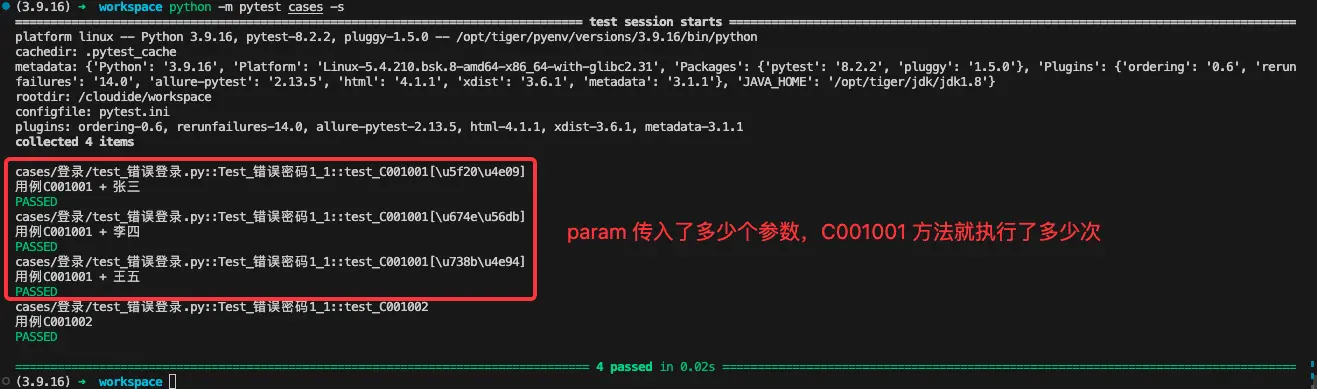 (3.9.16) ➜ workspace python -m pytest cases -s
test session starts
platform linux -- Python 3.9.16, pytest-8.2.2, pluggy-1.5.0 -- /opt/tiger/pyenv/versions/3.9.16/bin/python
cachedir: .pytest_cache
metadata: {'Python': '3.9.16', 'Platform': 'Linux-5.4.210.bsk.8-amd64-x86_64-with-glibc2.31', 'Packages': {'pytest': '8.2.2', 'pluggy': '1.5.0'}, 'Plugins': {'ordering': '0.6', 'rerun
failures': '14.0', 'allure-pytest': '2.13.5', 'html': '4.1.1', 'xdist': '3.6.1', 'metadata': '3.1.1'}, 'JAVA_HOME': '/opt/tiger/jdk/jdk1.8'}
rootdir: /cloudide/workspace
configfile: pytest.ini
plugins: ordering-0.6, rerunfailures-14.0, allure-pytest-2.13.5, html-4.1.1, xdist-3.6.1, metadata-3.1.1
collected 4 items
cases/登录/test_错误登录.py::Test_错误密码1_1::test_C001001[\u5f20\u4e09]
用例C001001 + 张三
PASSED
cases/登录/test_错误登录.py::Test_错误密码1_1::test_C001001[\u674e\u56db]
用例C001001 + 李四
PASSED
param 传入了多少个参数，C001001 方法就执行了多少次
cases/登录/test_错误登录.py::Test_错误密码1_1::test_C001001[\u738b\u4e94]
用例C001001 + 王五
PASSED
cases/登录/test_错误登录.py::Test_错误密码1_1::test_C001002
用例C001002
PASSED
4 passed in 0.02s
(3.9.16) ➜ workspace